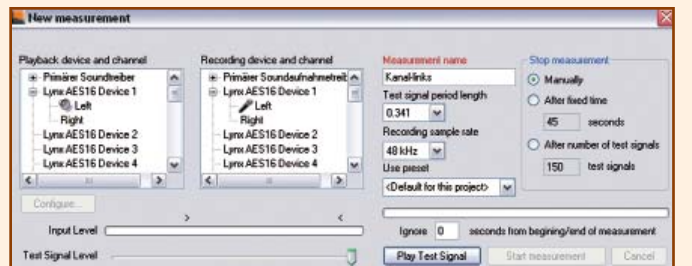 New measurement
Playback device and channel
Primärer Soundtreiber
Lynx AES16 Device 1
Left
Right
Lynx AES16 Device 2
Lynx AES16 Device 3
Lynx AES16 Device 4
Configure...
Recording device and channel
Primärer Soundaufnahmetreib
Lynx AES16 Device 1
Left
Right
Lynx AES16 Device 2
Lynx AES16 Device 3
Lynx AES16 Device 4
> <
Input Level
Test Signal Level
Measurement name
Kanal-links
Test signal period length
0.341
Recording sample rate
48 kHz
Use preset
<Default for this project>
Stop measurement
Manually
After fixed time
45 seconds
After number of test signals
150 test signals
Ignore 0 seconds from begining/end of measurement
Play Test Signal
Start measurement
Cancel